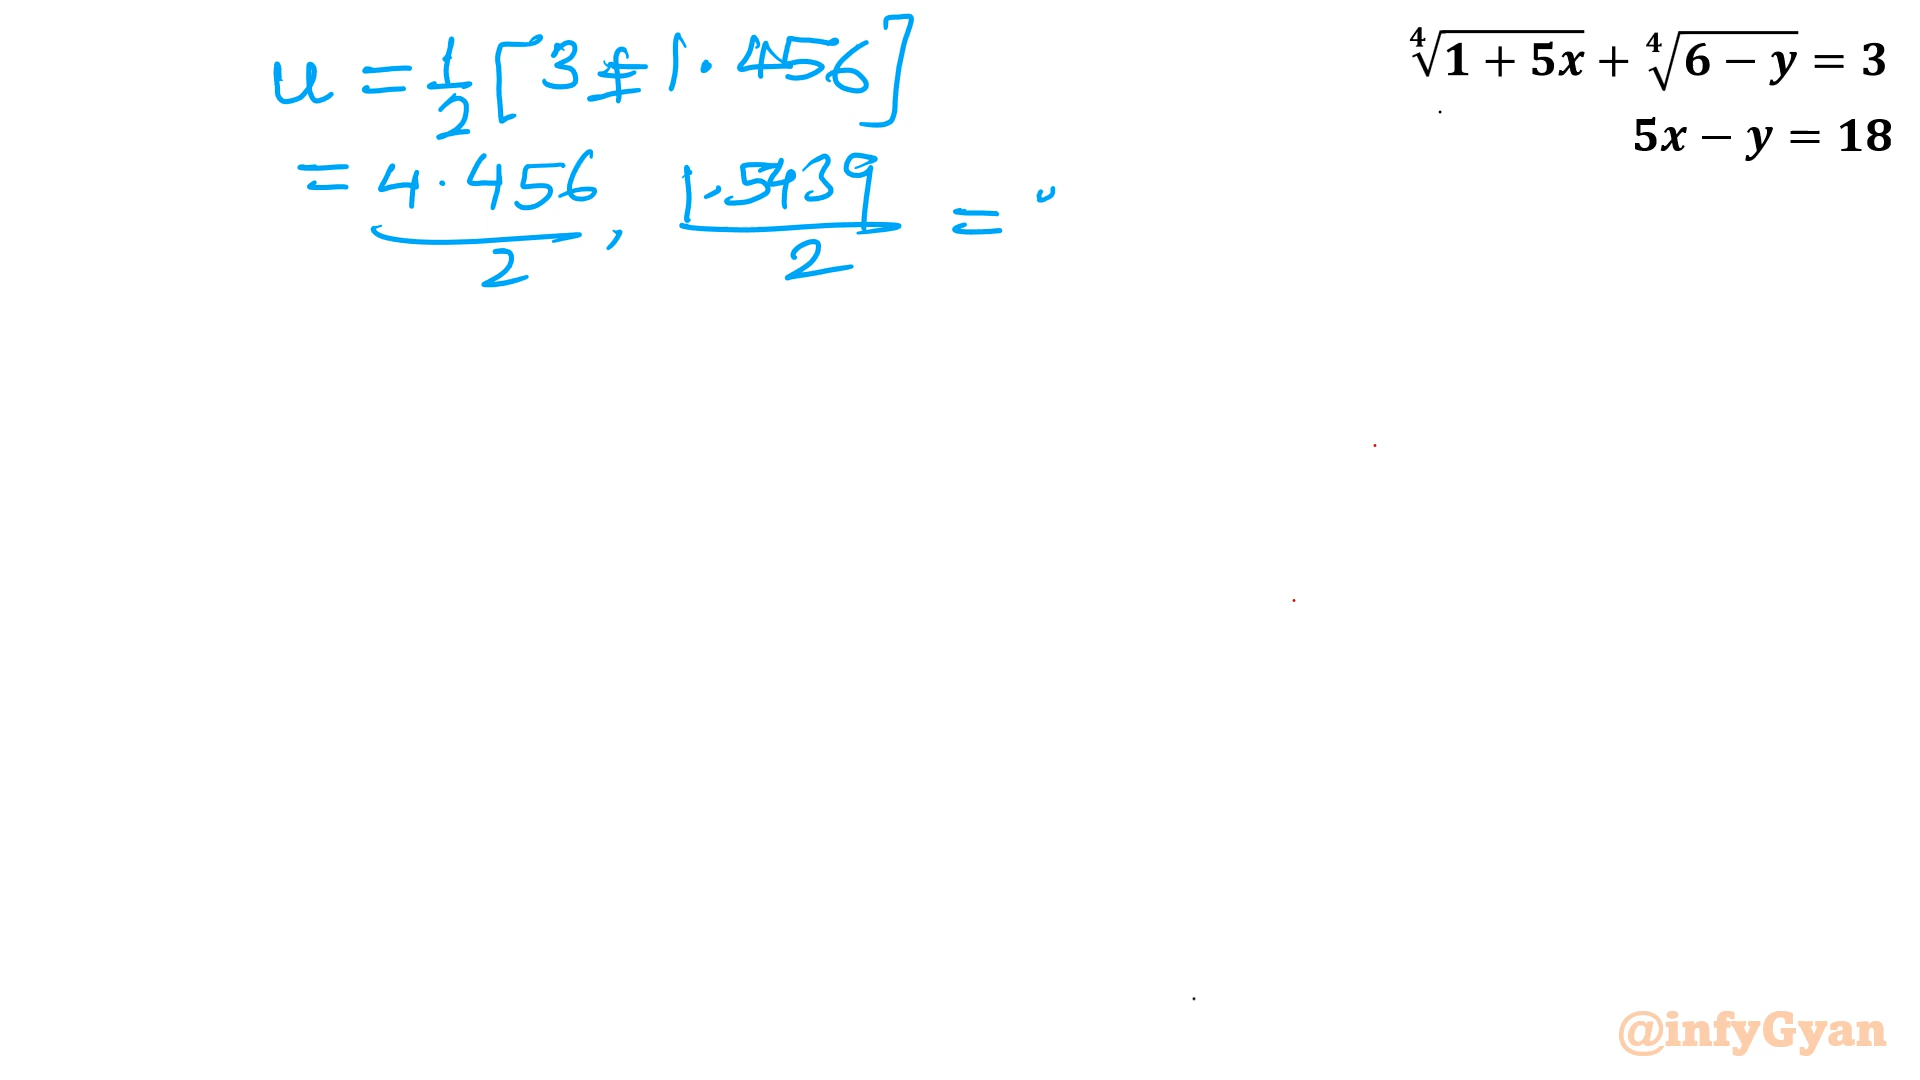 u = 1/2 [3 ± 1.456]
= 4.456/2, 1.5439/2 =
∜(1 + 5x) + ∜(6 − y) = 3
5x − y = 18
@infyGyan